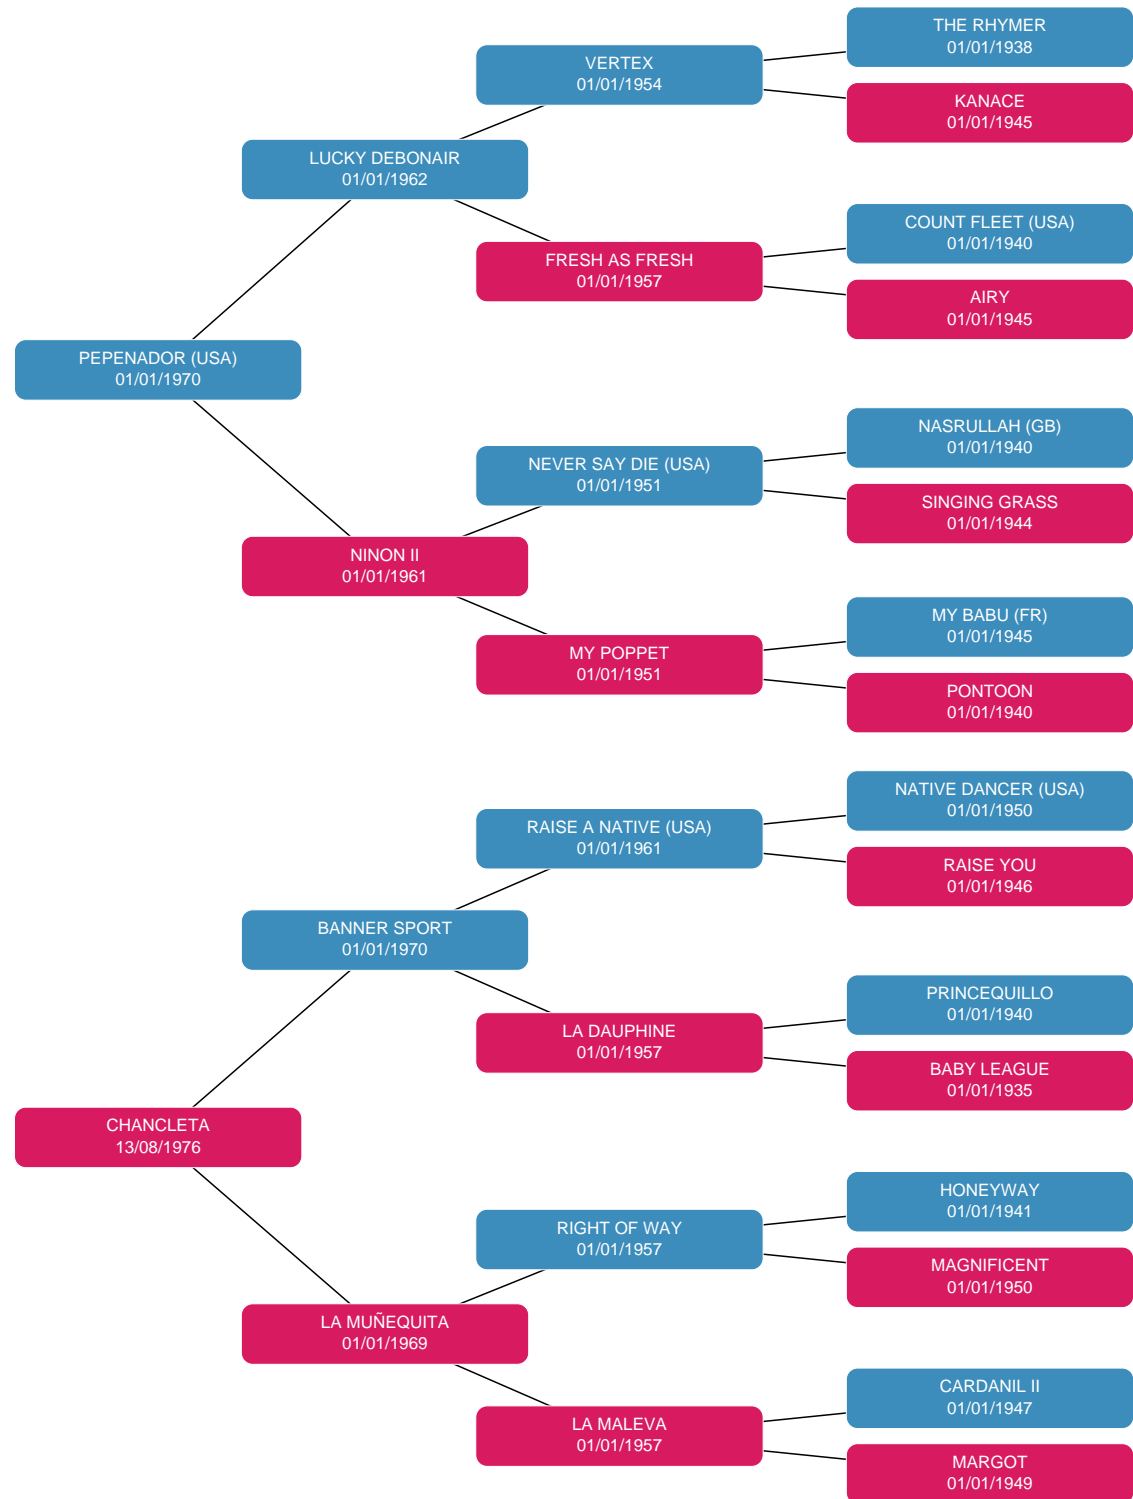 THE RHYMER
01/01/1938
VERTEX
01/01/1954
KANACE
01/01/1945
LUCKY DEBONAIR
01/01/1962
COUNT FLEET (USA)
01/01/1940
FRESH AS FRESH
01/01/1957
AIRY
01/01/1945
PEPENADOR (USA)
01/01/1970
NASRULLAH (GB)
01/01/1940
NEVER SAY DIE (USA)
01/01/1951
SINGING GRASS
01/01/1944
NINON II
01/01/1961
MY BABU (FR)
01/01/1945
MY POPPET
01/01/1951
PONTOON
01/01/1940
NATIVE DANCER (USA)
01/01/1950
RAISE A NATIVE (USA)
01/01/1961
RAISE YOU
01/01/1946
BANNER SPORT
01/01/1970
PRINCEQUILLO
01/01/1940
LA DAUPHINE
01/01/1957
BABY LEAGUE
01/01/1935
CHANCLETA
13/08/1976
HONEYWAY
01/01/1941
RIGHT OF WAY
01/01/1957
MAGNIFICENT
01/01/1950
LA MUÑEQUITA
01/01/1969
CARDANIL II
01/01/1947
LA MALEVA
01/01/1957
MARGOT
01/01/1949